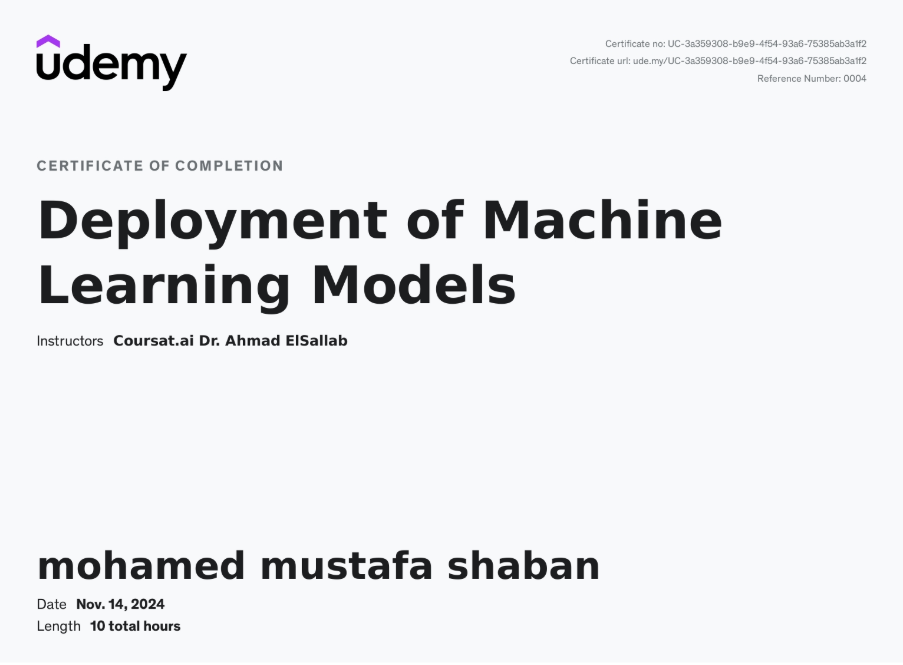 udemy
Certificate no: UC-3a359308-b9e9-4f54-93a6-75385ab3a1f2
Certificate url: ude.my/UC-3a359308-b9e9-4f54-93a6-75385ab3a1f2
Reference Number: 0004
CERTIFICATE OF COMPLETION
Deployment of Machine
Learning Models
Instructors Coursat.ai Dr. Ahmad ElSallab
mohamed mustafa shaban
Date Nov. 14, 2024
Length 10 total hours